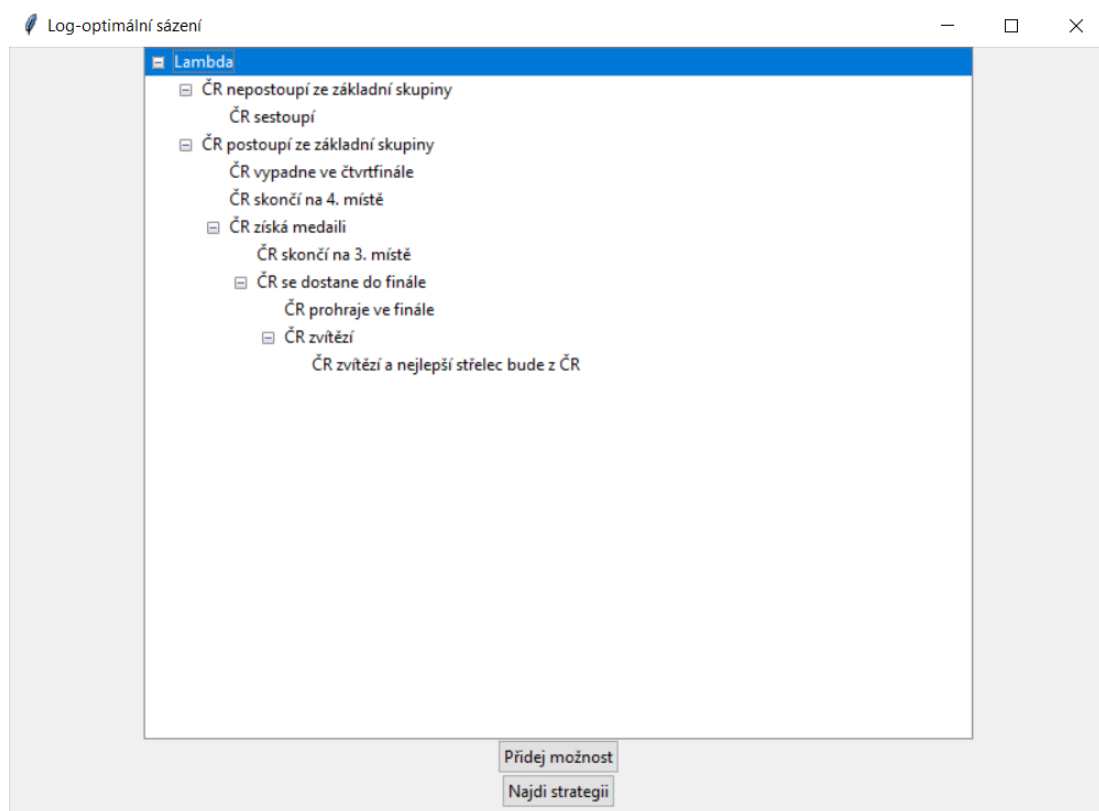 Log-optimální sázení
Lambda
ČR nepostoupí ze základní skupiny
ČR sestoupí
ČR postoupí ze základní skupiny
ČR vypadne ve čtvrtfinále
ČR skončí na 4. místě
ČR získá medaili
ČR skončí na 3. místě
ČR se dostane do finále
ČR prohraje ve finále
ČR zvítězí
ČR zvítězí a nejlepší střelec bude z ČR
Přidej možnost
Najdi strategii